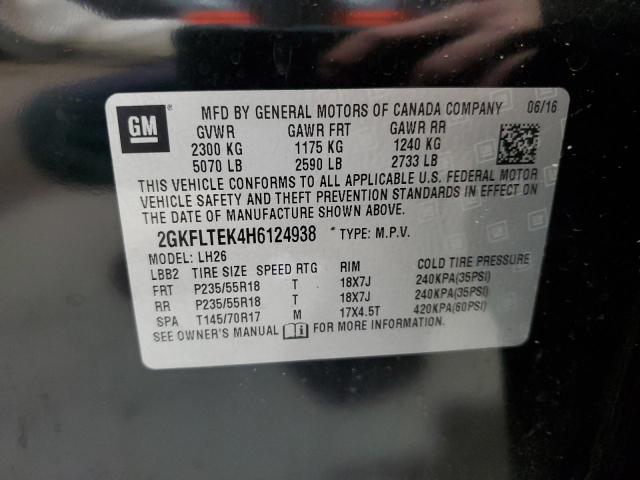 GM®
MFD BY GENERAL MOTORS OF CANADA COMPANY 06/16
GVWR GAWR FRT GAWR RR
2300 KG 1175 KG 1240 KG
5070 LB 2590 LB 2733 LB
THIS VEHICLE CONFORMS TO ALL APPLICABLE U.S. FEDERAL MOTOR
VEHICLE SAFETY AND THEFT PREVENTION STANDARDS IN EFFECT ON
THE DATE OF MANUFACTURE SHOWN ABOVE.
* 2GKFLTEK4H6124938 * TYPE: M.P.V.
MODEL: LH26
LBB2 TIRE SIZE SPEED RTG RIM COLD TIRE PRESSURE
FRT P235/55R18 T 18X7J 240KPA(35PSI)
RR P235/55R18 T 18X7J 240KPA(35PSI)
SPA T145/70R17 M 17X4.5T 420KPA(60PSI)
SEE OWNER'S MANUAL i FOR MORE INFORMATION.